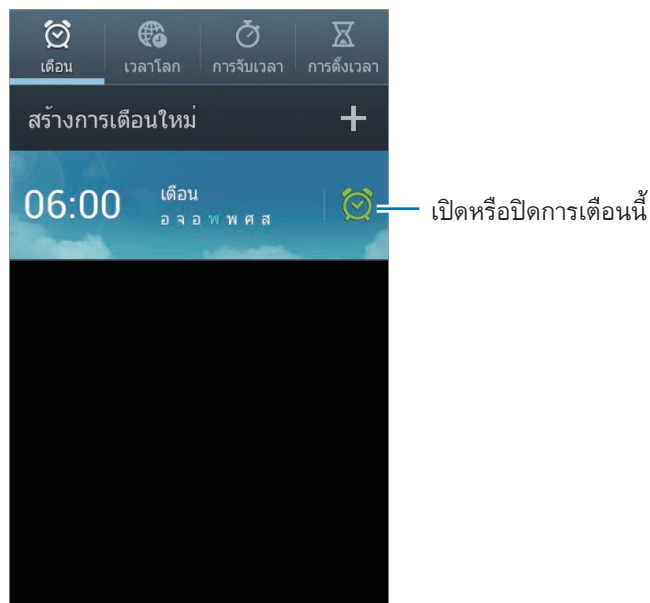 เตือน เวลาโลก การจับเวลา การตั้งเวลา
สร้างการเตือนใหม่
06:00 เตือน
อ จ อ พ พ ศ ส
เปิดหรือปิดการเตือนนี้